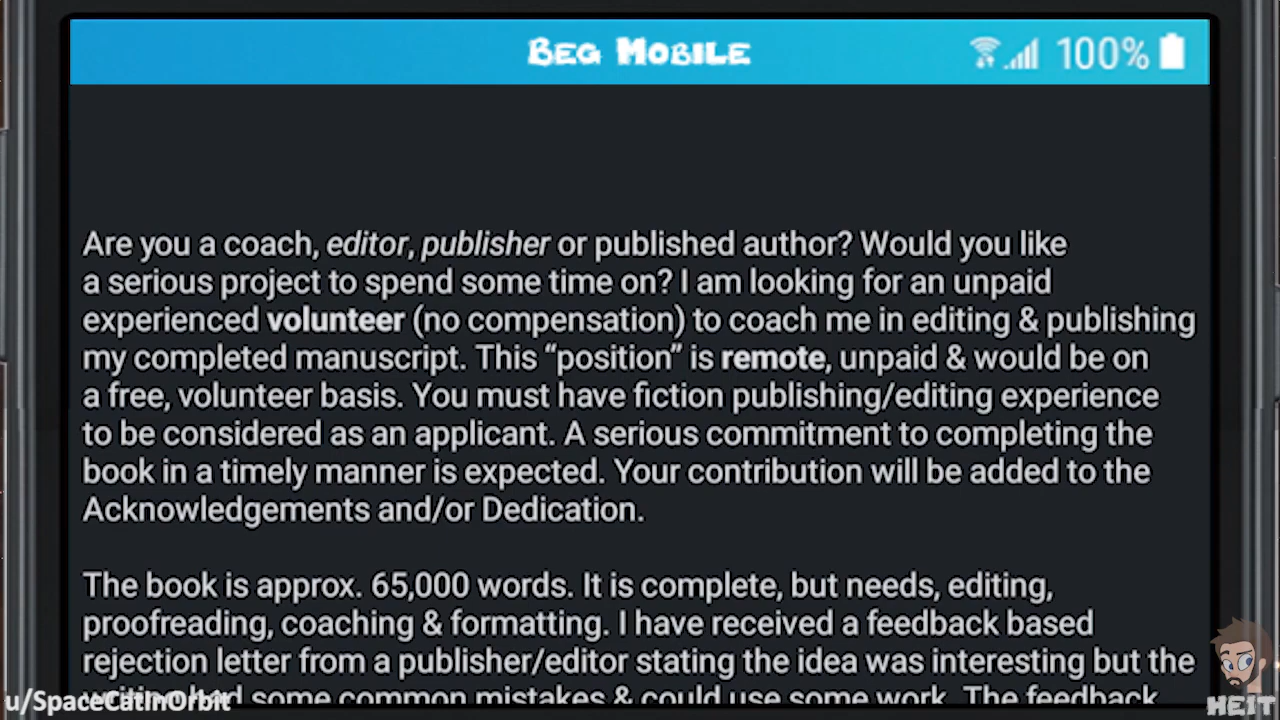 Beg Mobile
100%
Are you a coach, editor, publisher or published author? Would you like
a serious project to spend some time on? I am looking for an unpaid
experienced volunteer (no compensation) to coach me in editing & publishing
my completed manuscript. This “position” is remote, unpaid & would be on
a free, volunteer basis. You must have fiction publishing/editing experience
to be considered as an applicant. A serious commitment to completing the
book in a timely manner is expected. Your contribution will be added to the
Acknowledgements and/or Dedication.
The book is approx. 65,000 words. It is complete, but needs, editing,
proofreading, coaching & formatting. I have received a feedback based
rejection letter from a publisher/editor stating the idea was interesting but the
some common mistakes & could use some work. The feedback
u/SpaceCatInOrbit
HEIT